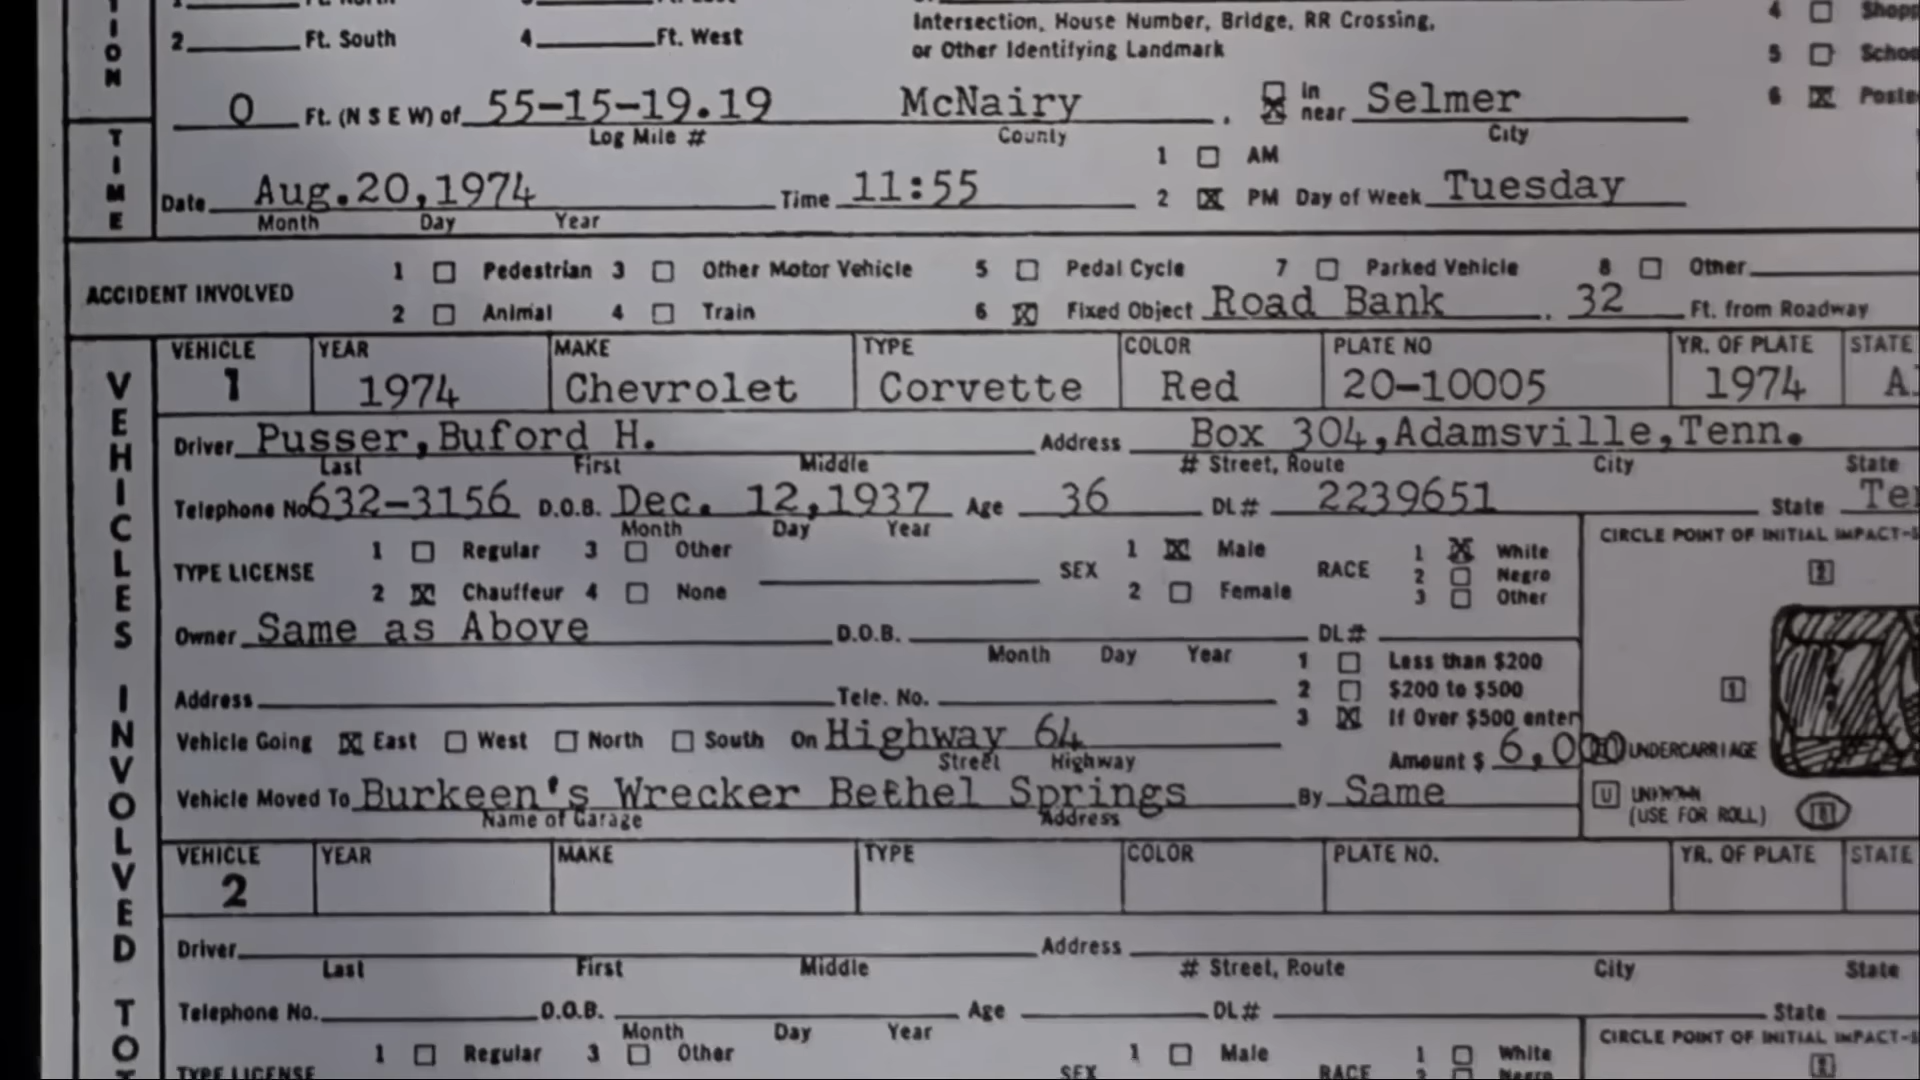 Intersection, House Number, Bridge, RR Crossing,
2 Ft. South 4 Ft. West or Other Identifying Landmark
4 ☐ Shopp
5 ☐ Schoo
6 ☒ Poste
0 Ft. (N S E W) of 55-15-19.19 McNairy , in near Selmer
Log Mile # County City
TIME
1 ☐ AM
Date Aug.20,1974 Time 11:55 2 ☒ PM Day of Week Tuesday
Month Day Year
ACCIDENT INVOLVED
1 ☐ Pedestrian 3 ☐ Other Motor Vehicle 5 ☐ Pedal Cycle 7 ☐ Parked Vehicle 8 ☐ Other
2 ☐ Animal 4 ☐ Train 6 ☒ Fixed Object Road Bank . 32 Ft. from Roadway
VEHICLES INVOLVED
VEHICLE YEAR MAKE TYPE COLOR PLATE NO YR. OF PLATE STATE
1 1974 Chevrolet Corvette Red 20-10005 1974
Driver Pusser,Buford H. Address Box 304,Adamsville,Tenn.
Last First Middle # Street, Route City State
Telephone No 632-3156 D.O.B. Dec. 12,1937 Age 36 DL# 2239651 State Te
Month Day Year
CIRCLE POINT OF INITIAL IMPACT-S
TYPE LICENSE
1 ☐ Regular 3 ☐ Other
2 ☒ Chauffeur 4 ☐ None
SEX
1 ☒ Male
2 ☐ Female
RACE
1 ☒ White
2 ☐ Negro
3 ☐ Other
2
Owner Same as Above D.O.B. DL#
Month Day Year
1 ☐ Less than $200
2 ☐ $200 to $500
3 ☒ If Over $500 enter
Amount $ 6,000
1
Address Tele. No.
Vehicle Going ☒ East ☐ West ☐ North ☐ South On Highway 64
Street Highway
UNDERCARRIAGE
Vehicle Moved To Burkeen's Wrecker Bethel Springs By Same
Name of Garage Address
U UNKNOWN
(USE FOR ROLL)
VEHICLE YEAR MAKE TYPE COLOR PLATE NO. YR. OF PLATE STATE
2
Driver Address
Last First Middle # Street, Route City State
Telephone No. D.O.B. Age DL# State
Month Day Year
CIRCLE POINT OF INITIAL IMPACT-S
1 ☐ Regular 3 ☐ Other 1 ☐ Male 1 ☐ White
TYPE LICENSE SEX RACE